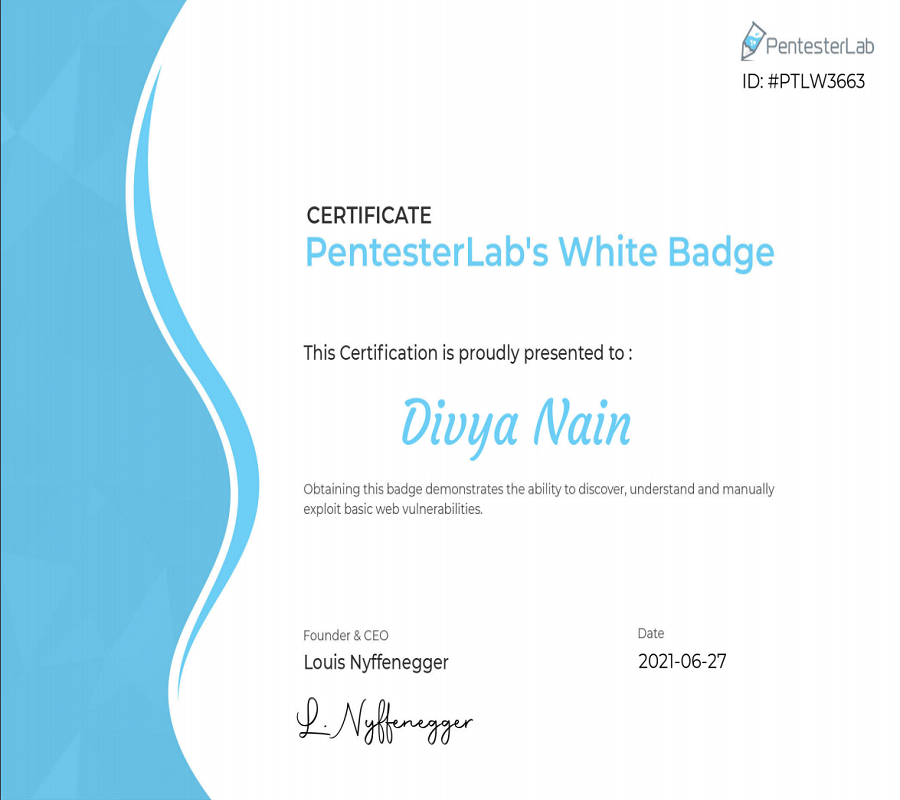 PentesterLab
ID: #PTLW3663
CERTIFICATE
PentesterLab's White Badge
This Certification is proudly presented to :
Divya Nain
Obtaining this badge demonstrates the ability to discover, understand and manually
exploit basic web vulnerabilities.
Founder & CEO
Louis Nyffenegger
L. Nyffenegger
Date
2021-06-27